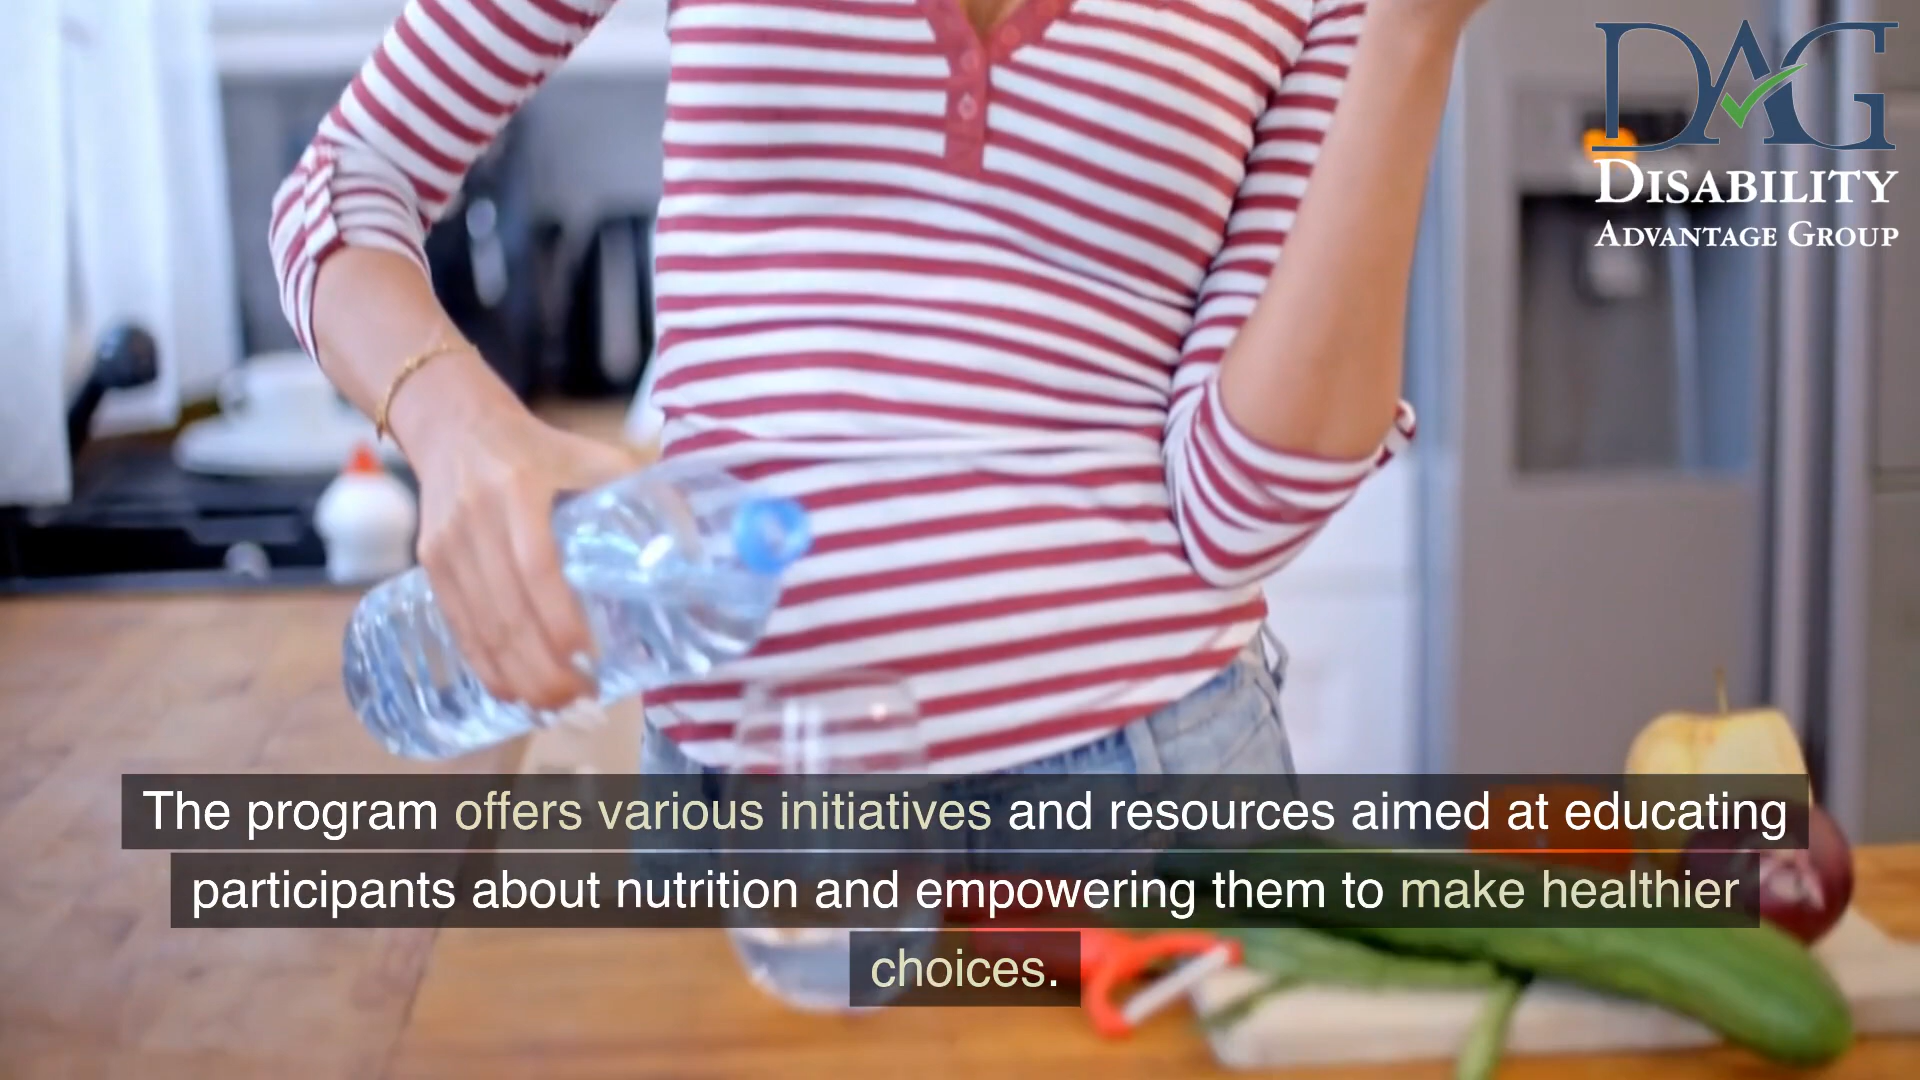 DAG
DISABILITY
ADVANTAGE GROUP
The program offers various initiatives and resources aimed at educating
participants about nutrition and empowering them to make healthier
choices.